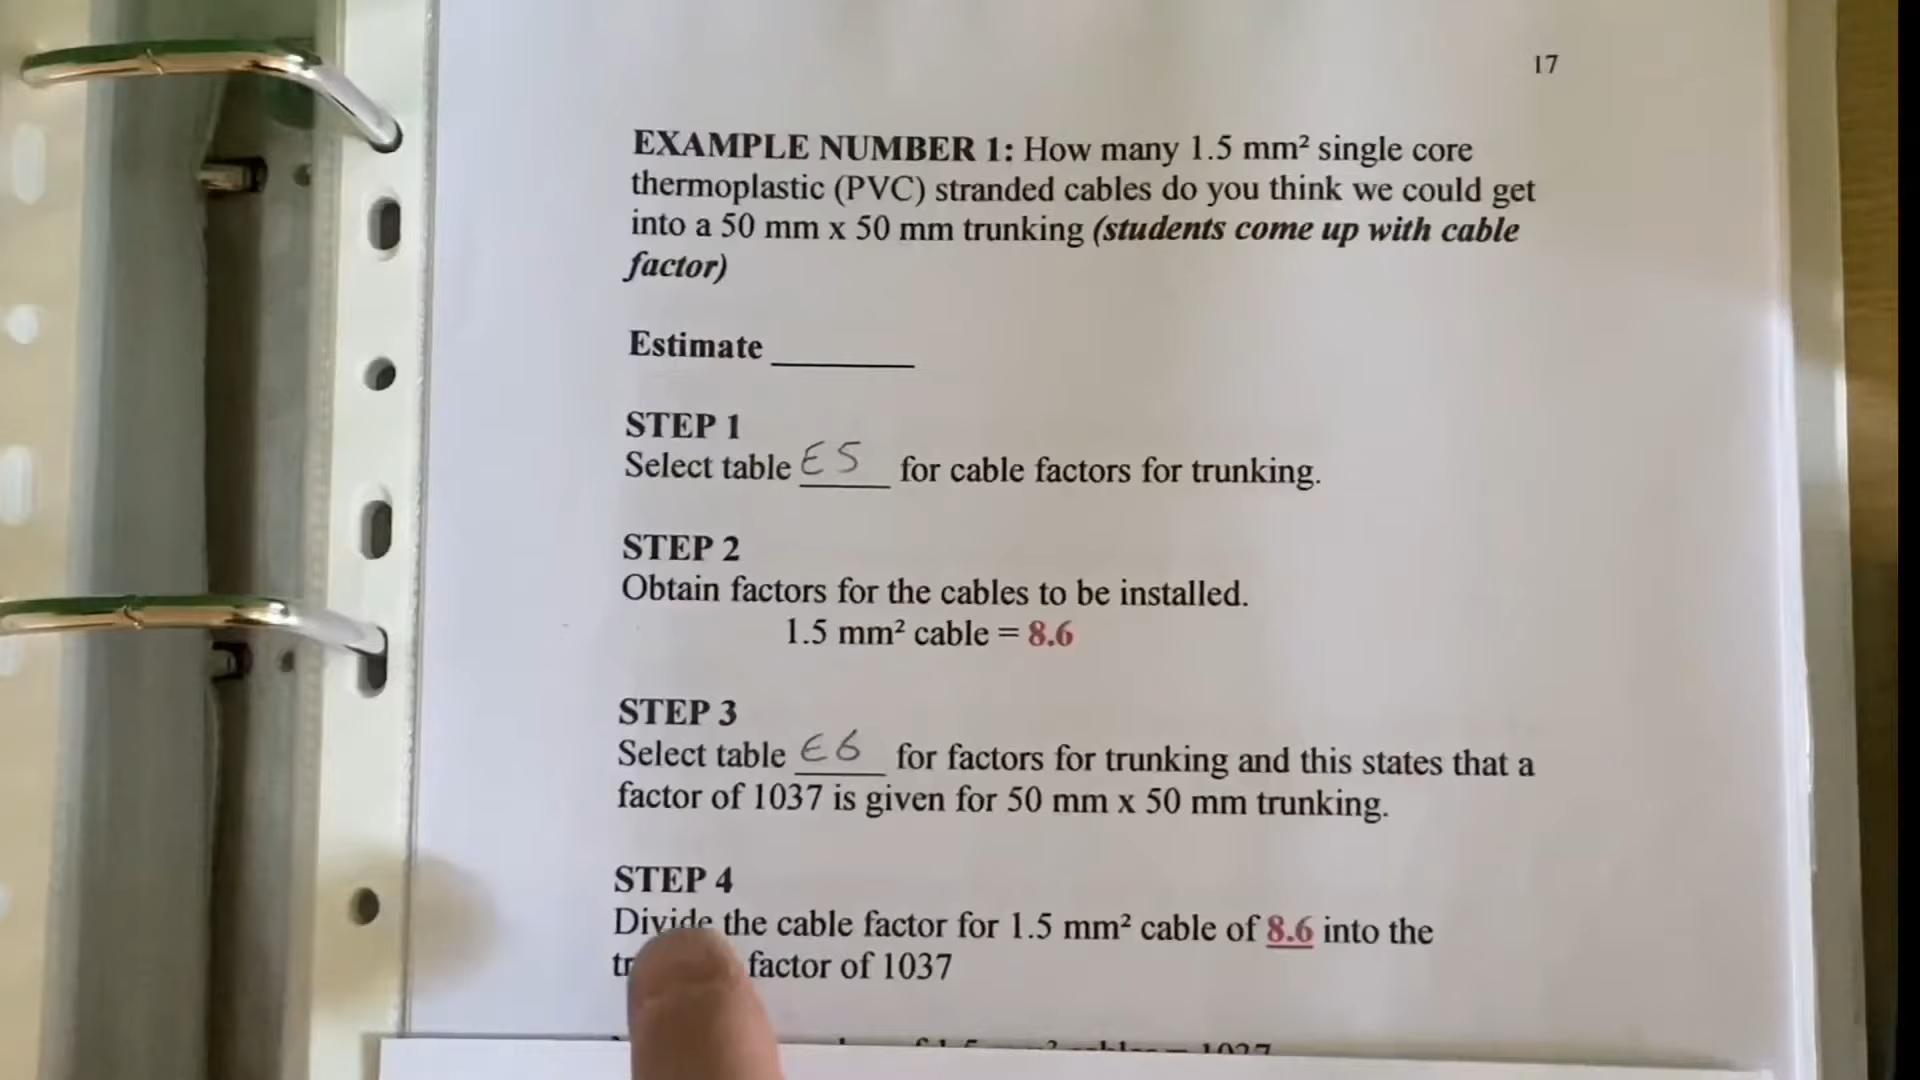 17
EXAMPLE NUMBER 1: How many 1.5 mm² single core
thermoplastic (PVC) stranded cables do you think we could get
into a 50 mm x 50 mm trunking (students come up with cable
factor)
Estimate ________
STEP 1
Select table E5 for cable factors for trunking.
STEP 2
Obtain factors for the cables to be installed.
1.5 mm² cable = 8.6
STEP 3
Select table E6 for factors for trunking and this states that a
factor of 1037 is given for 50 mm x 50 mm trunking.
STEP 4
Divide the cable factor for 1.5 mm² cable of 8.6 into the
factor of 1037